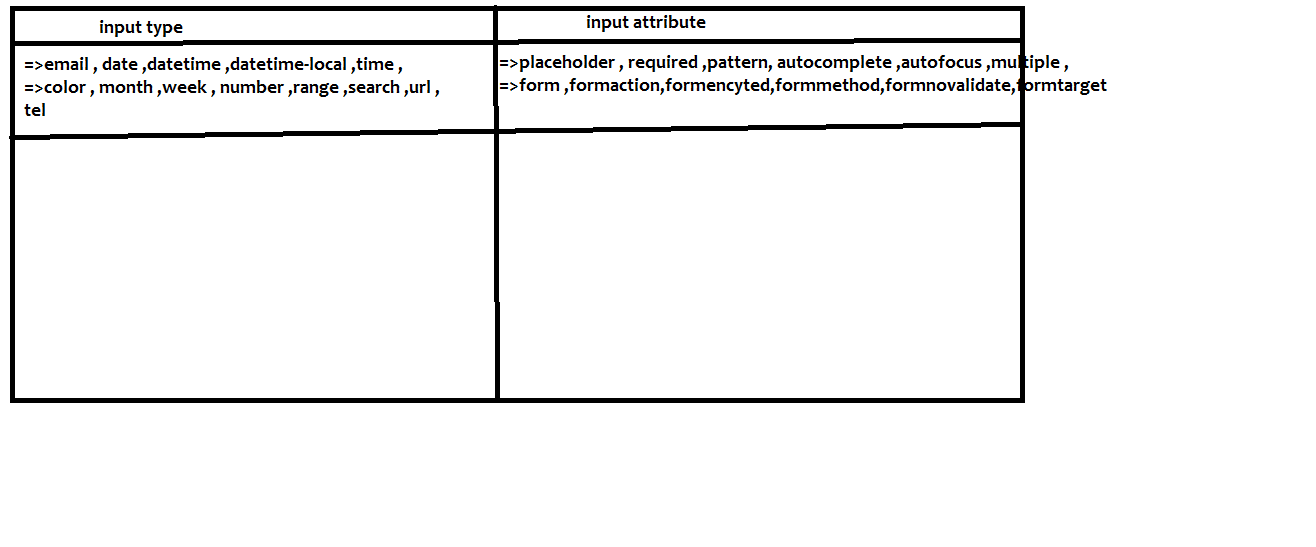 input type
input attribute
=>email , date ,datetime ,datetime-local ,time ,
=>color , month ,week , number ,range ,search ,url ,
tel
=>placeholder , required ,pattern, autocomplete ,autofocus ,multiple ,
=>form ,formaction,formencyted,formmethod,formnovalidate,formtarget